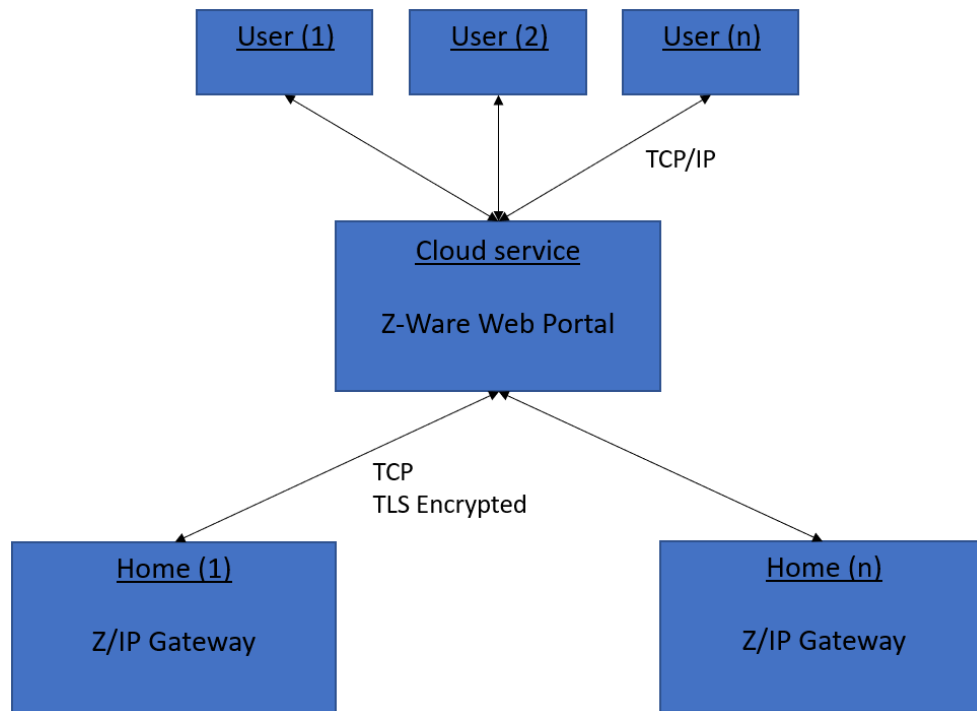 User (1)
User (2)
User (n)
TCP/IP
Cloud service
Z-Ware Web Portal
TCP
TLS Encrypted
Home (1)
Z/IP Gateway
Home (n)
Z/IP Gateway